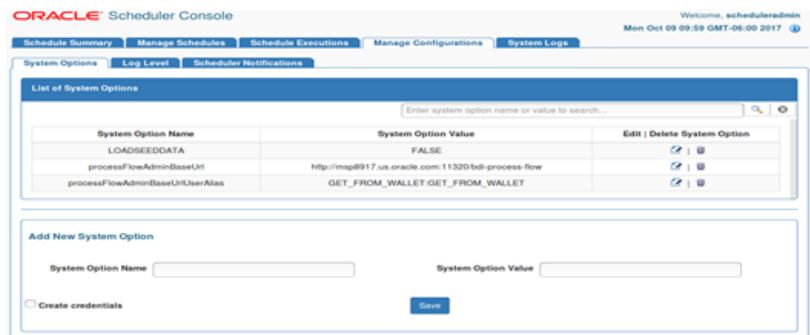 ORACLE Scheduler Console
Welcome, scheduleradmin
Mon Oct 09 09:59 GMT-06:00 2017
Schedule Summary Manage Schedules Schedule Executions Manage Configurations System Logs
System Options Log Level Scheduler Notifications
List of System Options
Enter system option name or value to search...
System Option Name System Option Value Edit | Delete System Option
LOADSEEDDATA FALSE |
processFlowAdminBaseUrl http://msp8917.us.oracle.com:11320/bdi-process-flow |
processFlowAdminBaseUrlUserAlias GET_FROM_WALLET:GET_FROM_WALLET |
Add New System Option
System Option Name System Option Value
Create credentials Save